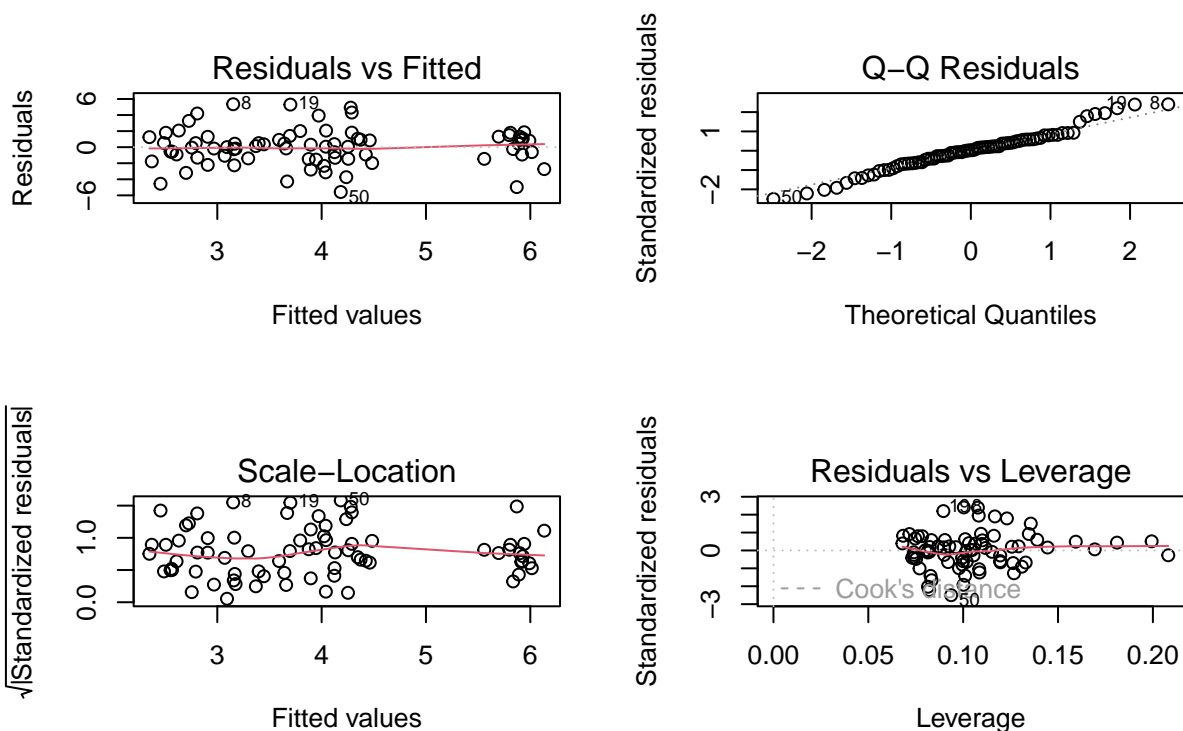 Residuals vs Fitted
Residuals
6
0
−6
8
19
50
3 4 5 6
Fitted values
Q−Q Residuals
Standardized residuals
1
−2
19 8
50
−2 −1 0 1 2
Theoretical Quantiles
Scale−Location
√|Standardized residuals|
1.0
0.0
8
19
50
3 4 5 6
Fitted values
Residuals vs Leverage
Standardized residuals
3
0
−3
50
Cook's distance
0.00 0.05 0.10 0.15 0.20
Leverage